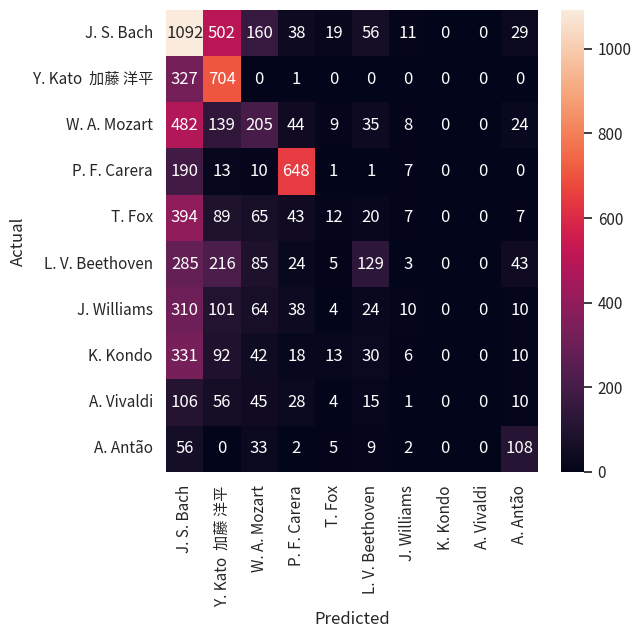 J. S. Bach 1092 502 160 38 19 56 11 0 0 29
Y. Kato 加藤 洋平 327 704 0 1 0 0 0 0 0 0
W. A. Mozart 482 139 205 44 9 35 8 0 0 24
P. F. Carera 190 13 10 648 1 1 7 0 0 0
T. Fox 394 89 65 43 12 20 7 0 0 7
L. V. Beethoven 285 216 85 24 5 129 3 0 0 43
J. Williams 310 101 64 38 4 24 10 0 0 10
K. Kondo 331 92 42 18 13 30 6 0 0 10
A. Vivaldi 106 56 45 28 4 15 1 0 0 10
A. Antão 56 0 33 2 5 9 2 0 0 108
Actual
J. S. Bach
Y. Kato 加藤 洋平
W. A. Mozart
P. F. Carera
T. Fox
L. V. Beethoven
J. Williams
K. Kondo
A. Vivaldi
A. Antão
Predicted
1000
800
600
400
200
0